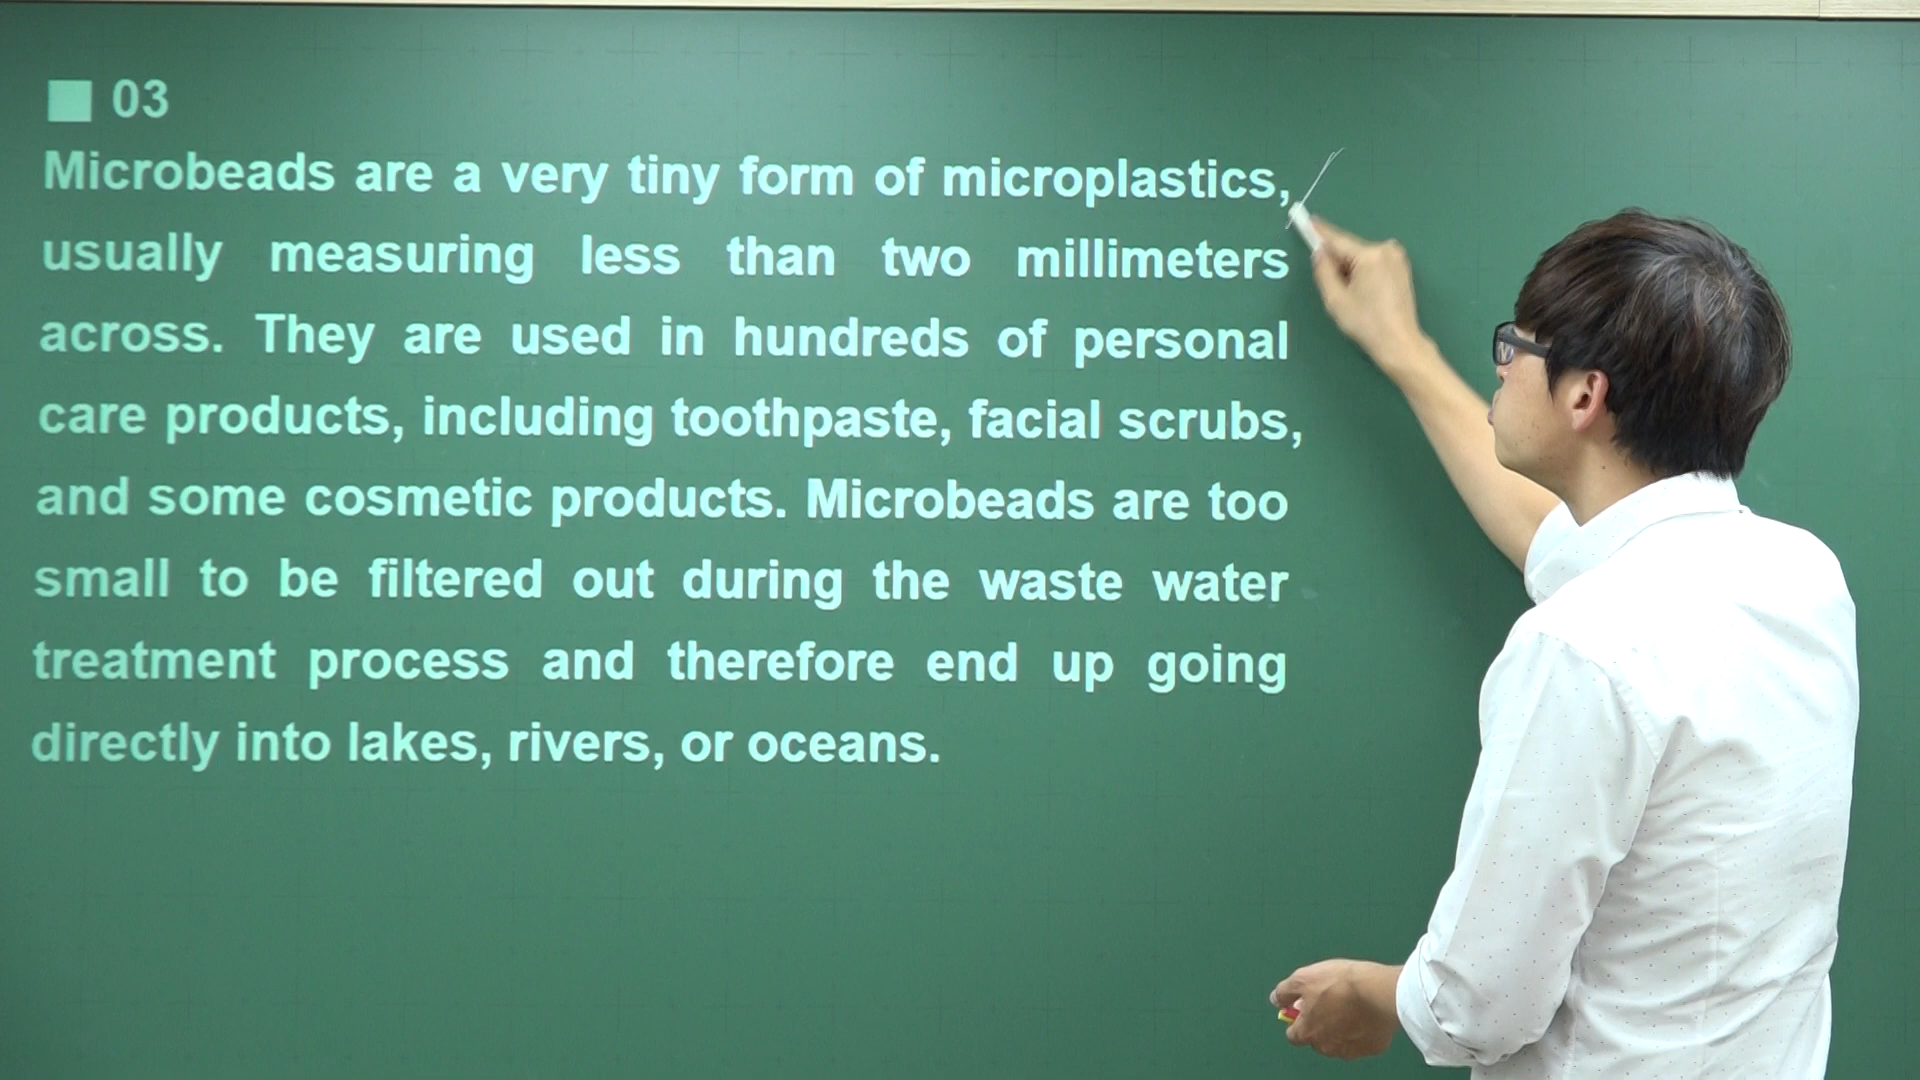 ■ 03
Microbeads are a very tiny form of microplastics,
usually measuring less than two millimeters
across. They are used in hundreds of personal
care products, including toothpaste, facial scrubs,
and some cosmetic products. Microbeads are too
small to be filtered out during the waste water
treatment process and therefore end up going
directly into lakes, rivers, or oceans.